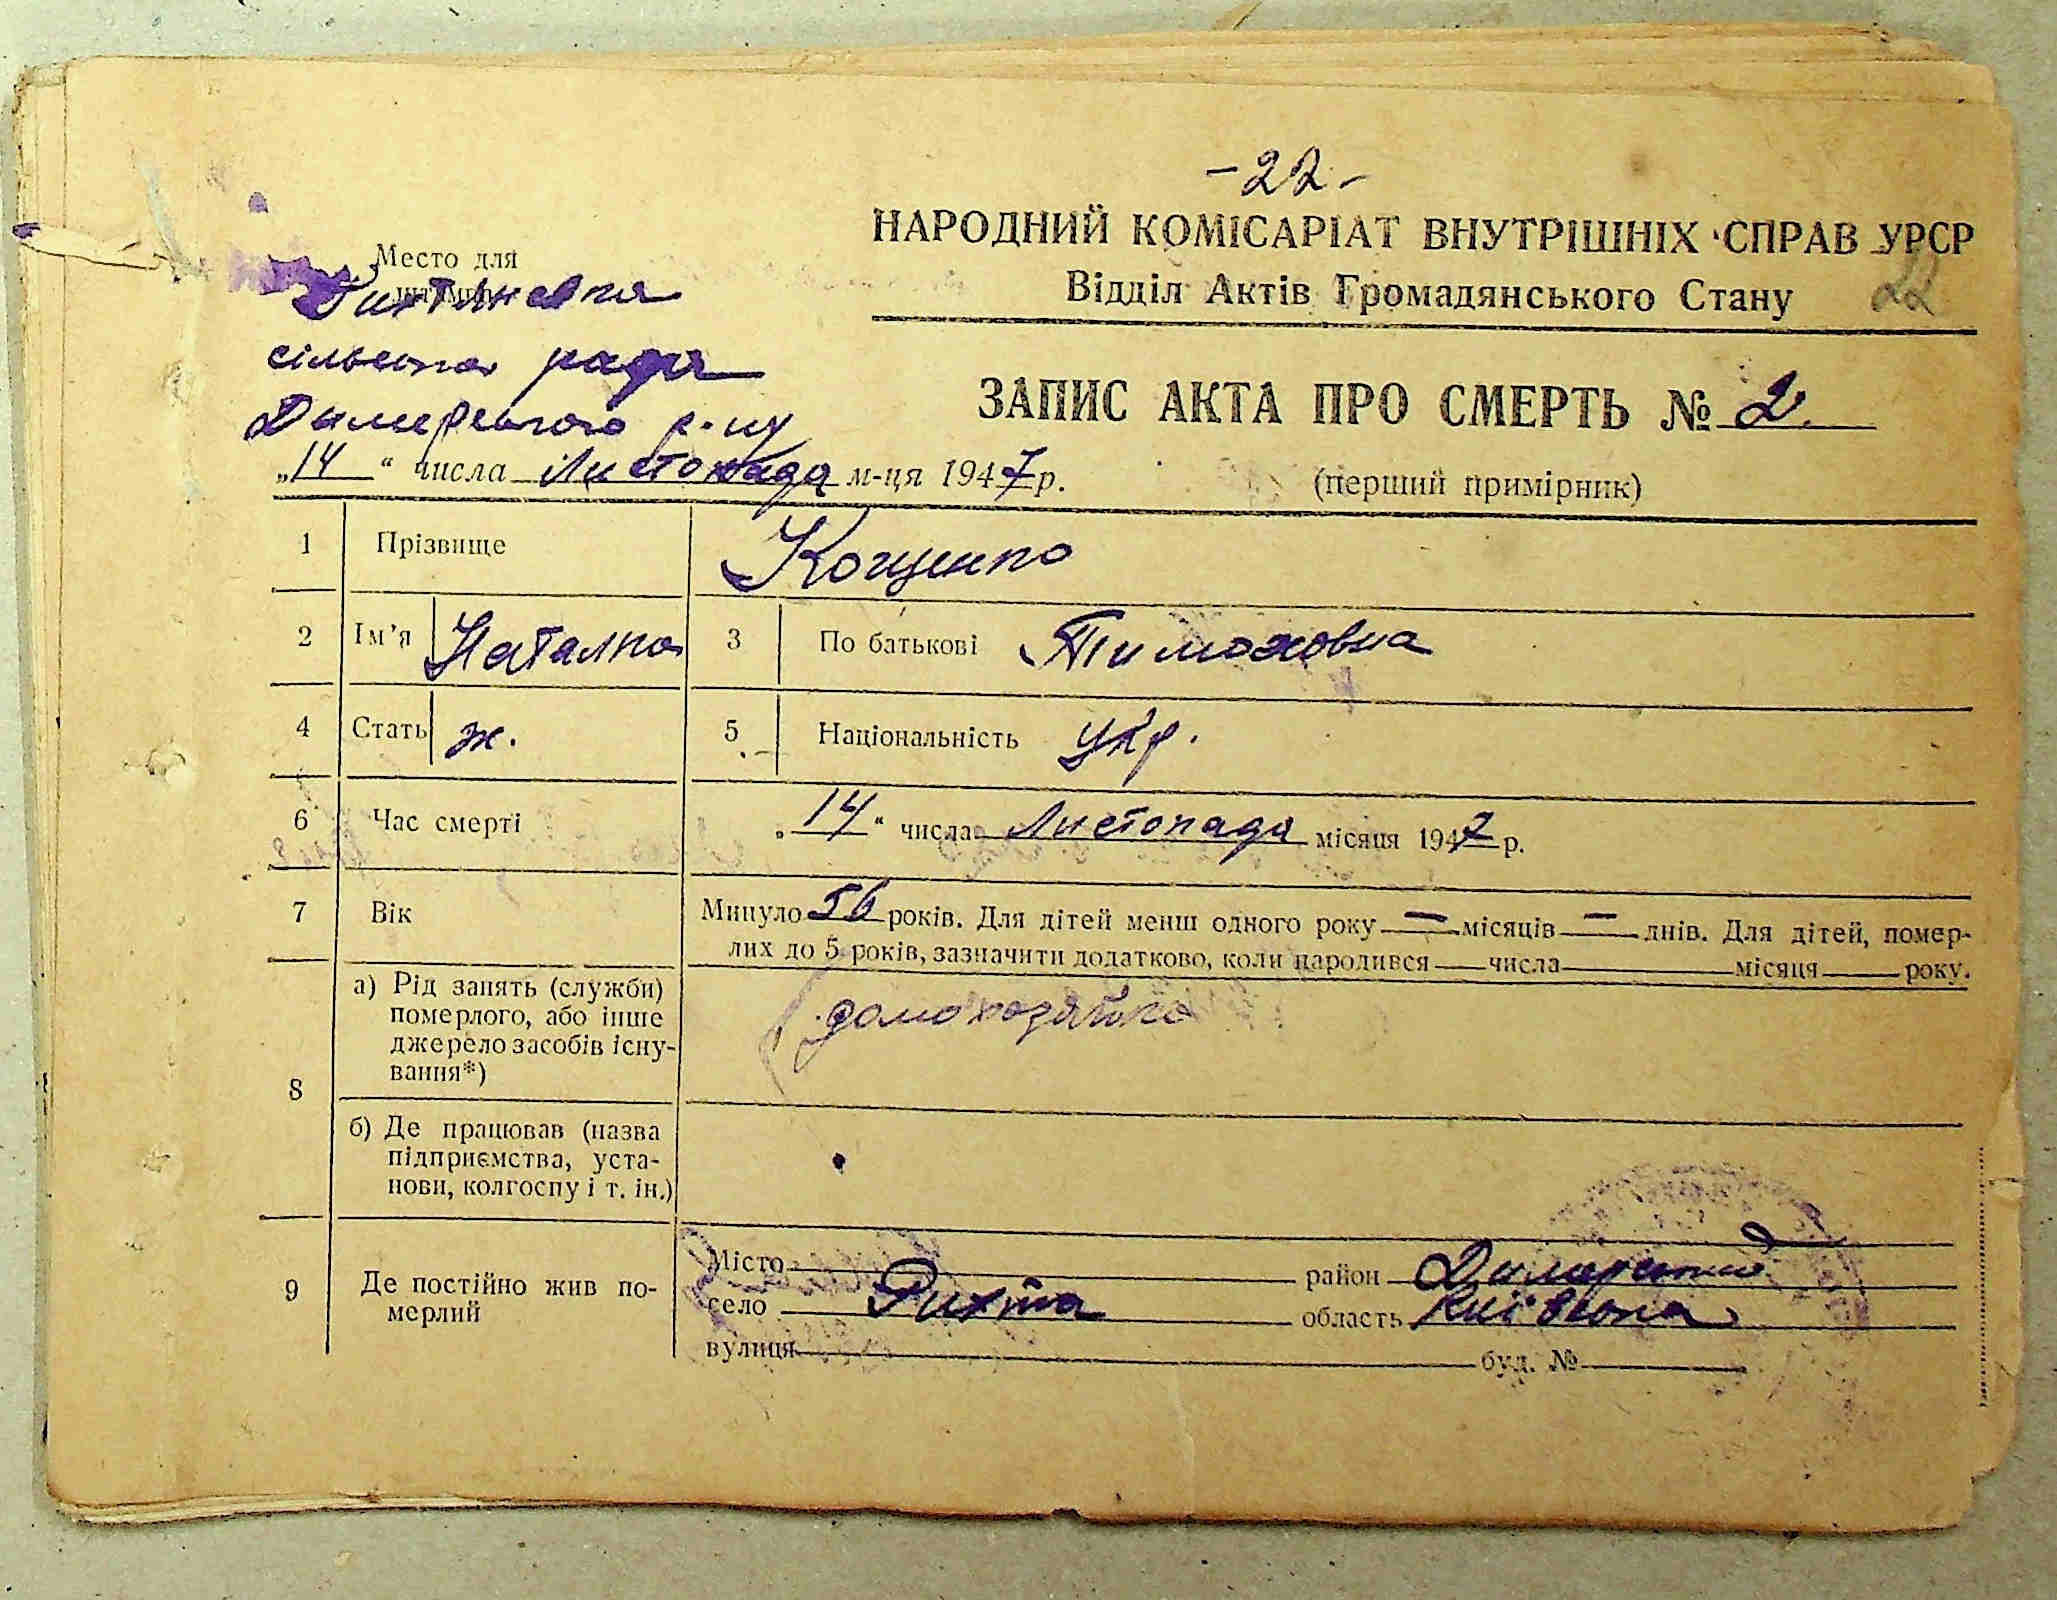 -22-
НАРОДНИЙ КОМІСАРІАТ ВНУТРІШНІХ СПРАВ УРСР
Відділ Актів Громадянського Стану
22
Место для
штампа
сільська рада
Димерського р-ну
ЗАПИС АКТА ПРО СМЕРТЬ № 2.
„14“ числа Листопада м-ця 1947 р.
(перший примірник)
1 Прізвище
2 Ім’я Наталка 3 По батькові Тимоховна
4 Стать ж. 5 Національність укр.
6 Час смерті „14“ числа Листопада місяця 1947 р.
7 Вік Минуло 56 років. Для дітей менш одного року — місяців — днів. Для дітей, помер-
лих до 5 років, зазначити додатково, коли народився числа місяця року.
8 а) Рід занять (служби)
померлого, або інше
джерело засобів існу-
вання*)
домохозяйка
б) Де працював (назва
підприємства, уста-
нови, колгоспу і т. ін.)
9 Де постійно жив по-
мерлий
Місто район Димерський
село Рихта область Київська
вулиця буд. №